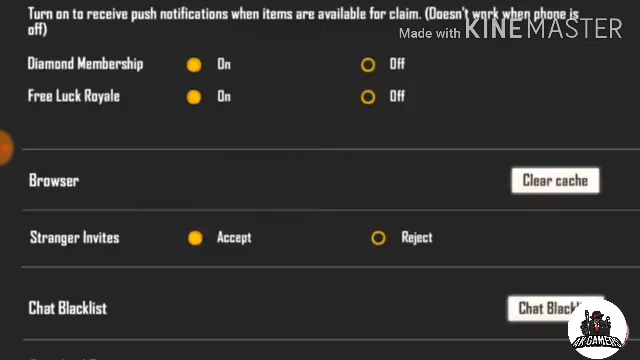 Turn on to receive push notifications when items are available for claim. (Doesn't work when phone is
off)
Made with KINEMASTER
Diamond Membership On Off
Free Luck Royale On Off
Browser Clear cache
Stranger Invites Accept Reject
Chat Blacklist Chat
AK GAMERS